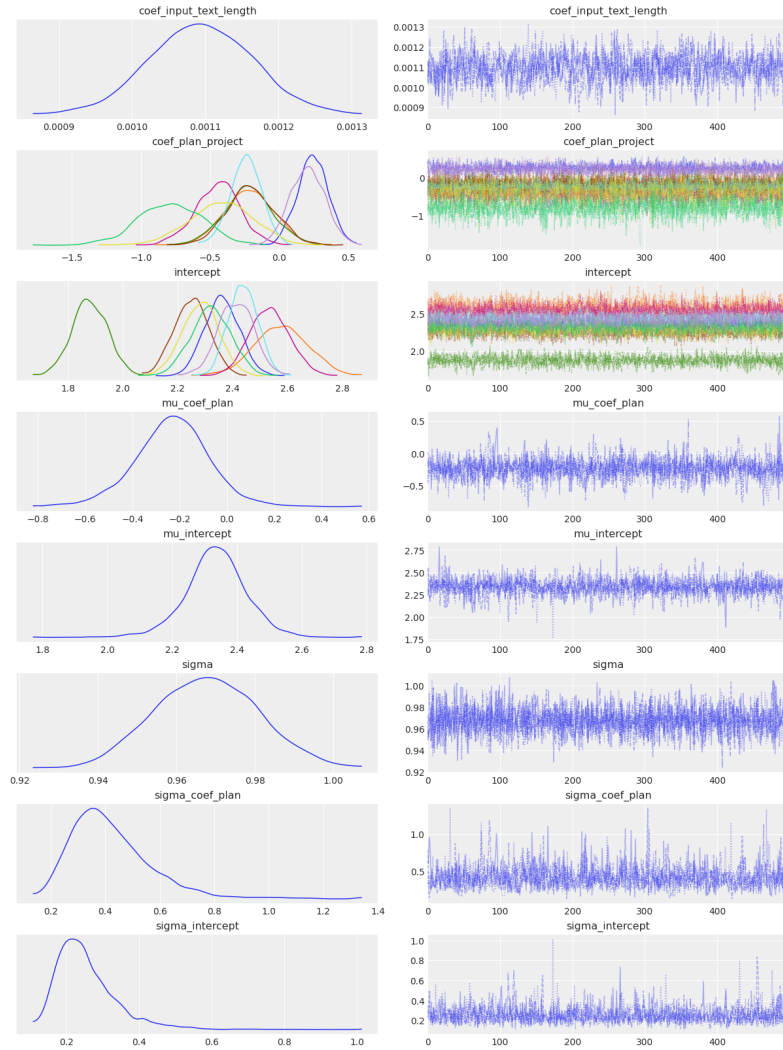 coef_input_text_length
0.0009 0.0010 0.0011 0.0012 0.0013
0.0013
0.0012
0.0011
0.0010
0.0009
0 100 200 300 400
coef_plan_project
−1.5 −1.0 −0.5 0.0 0.5
0
−1
0 100 200 300 400
intercept
1.8 2.0 2.2 2.4 2.6 2.8
2.5
2.0
0 100 200 300 400
mu_coef_plan
−0.8 −0.6 −0.4 −0.2 0.0 0.2 0.4 0.6
0.5
0.0
−0.5
0 100 200 300 400
mu_intercept
1.8 2.0 2.2 2.4 2.6 2.8
2.75
2.50
2.25
2.00
1.75
0 100 200 300 400
sigma
0.92 0.94 0.96 0.98 1.00
1.00
0.98
0.96
0.94
0.92
0 100 200 300 400
sigma_coef_plan
0.2 0.4 0.6 0.8 1.0 1.2 1.4
1.0
0.5
0 100 200 300 400
sigma_intercept
0.2 0.4 0.6 0.8 1.0
1.0
0.8
0.6
0.4
0.2
0 100 200 300 400
coef_input_text_length
coef_plan_project
intercept
mu_coef_plan
mu_intercept
sigma
sigma_coef_plan
sigma_intercept